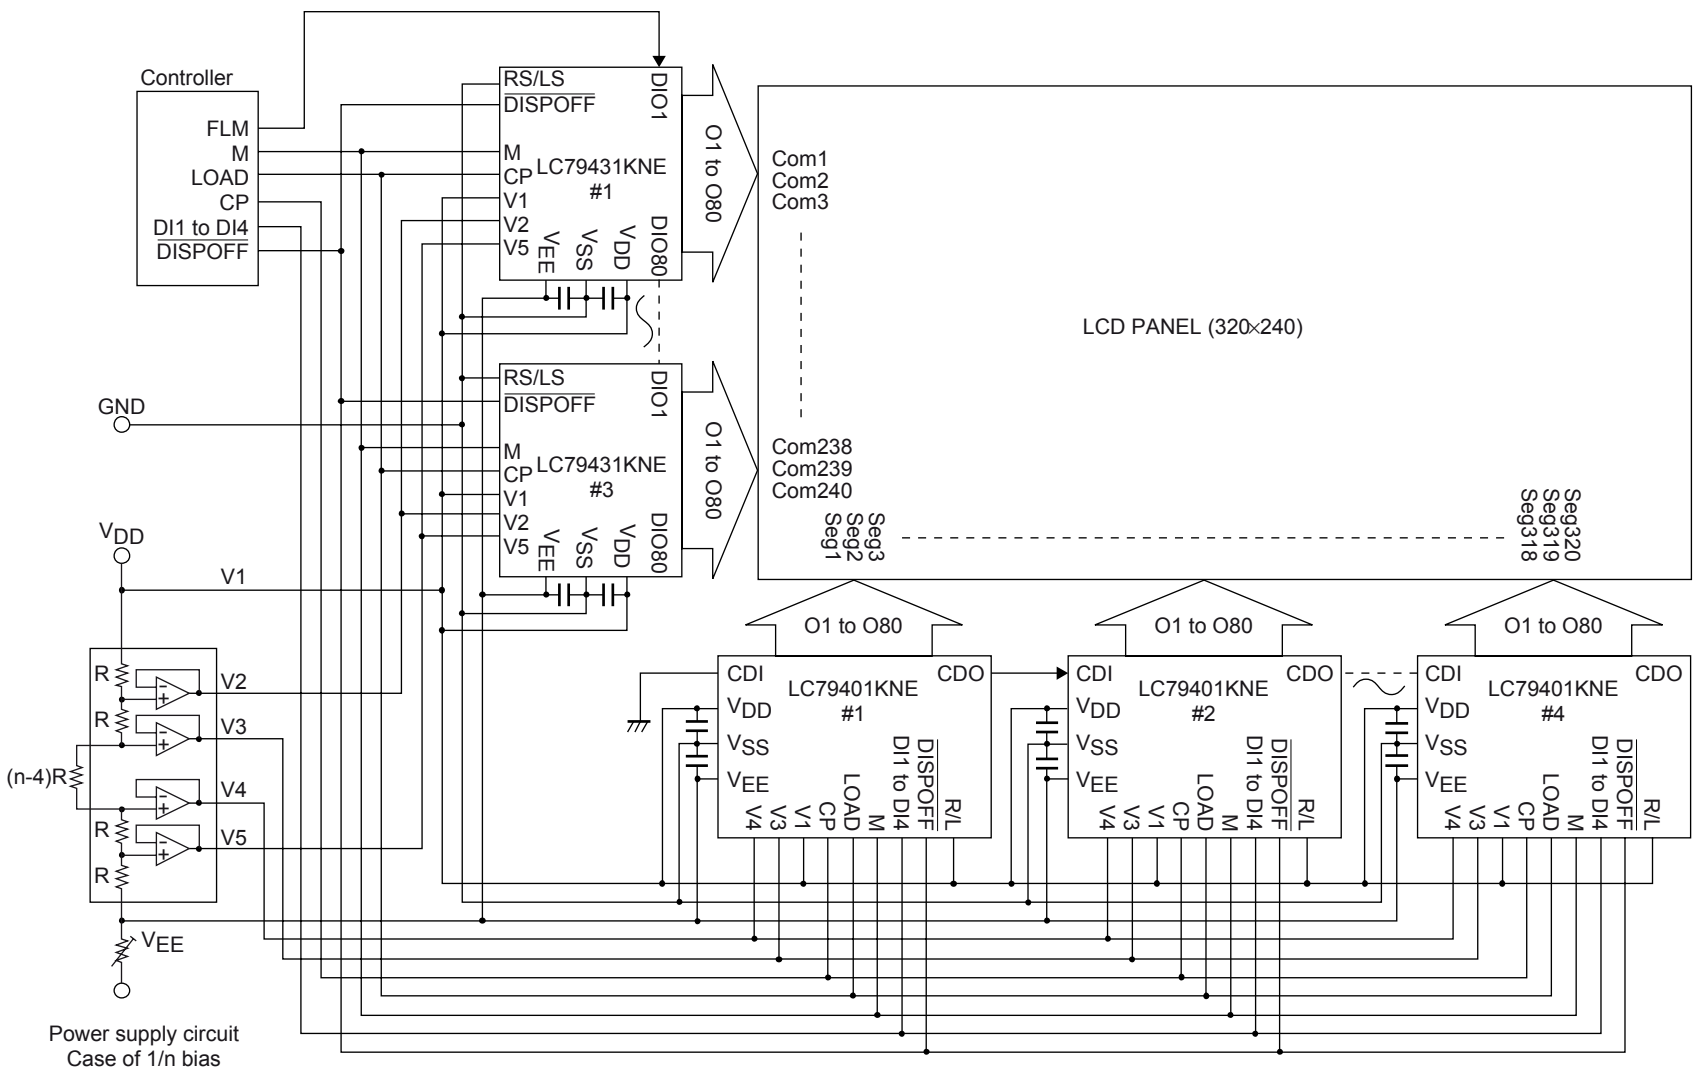 Controller
FLM
M
LOAD
CP
DI1 to DI4
DISPOFF
RS/LS
DISPOFF
M
CP
V1
V2
V5
LC79431KNE
#1
DIO1
DIO80
VEE
VSS
VDD
O1 to O80
RS/LS
DISPOFF
M
CP
V1
V2
V5
LC79431KNE
#3
DIO1
DIO80
VEE
VSS
VDD
O1 to O80
Com1
Com2
Com3
LCD PANEL (320×240)
Com238
Com239
Com240
Seg1
Seg2
Seg3
Seg318
Seg319
Seg320
GND
VDD
V1
R
V2
R
V3
(n-4)R
V4
R
V5
R
VEE
Power supply circuit
Case of 1/n bias
O1 to O80
CDI
CDO
LC79401KNE
#1
VDD
VSS
VEE
V4
V3
V1
CP
LOAD
M
DI1 to DI4
DISPOFF
R/L
O1 to O80
CDI
CDO
LC79401KNE
#2
VDD
VSS
VEE
V4
V3
V1
CP
LOAD
M
DI1 to DI4
DISPOFF
R/L
O1 to O80
CDI
CDO
LC79401KNE
#4
VDD
VSS
VEE
V4
V3
V1
CP
LOAD
M
DI1 to DI4
DISPOFF
R/L